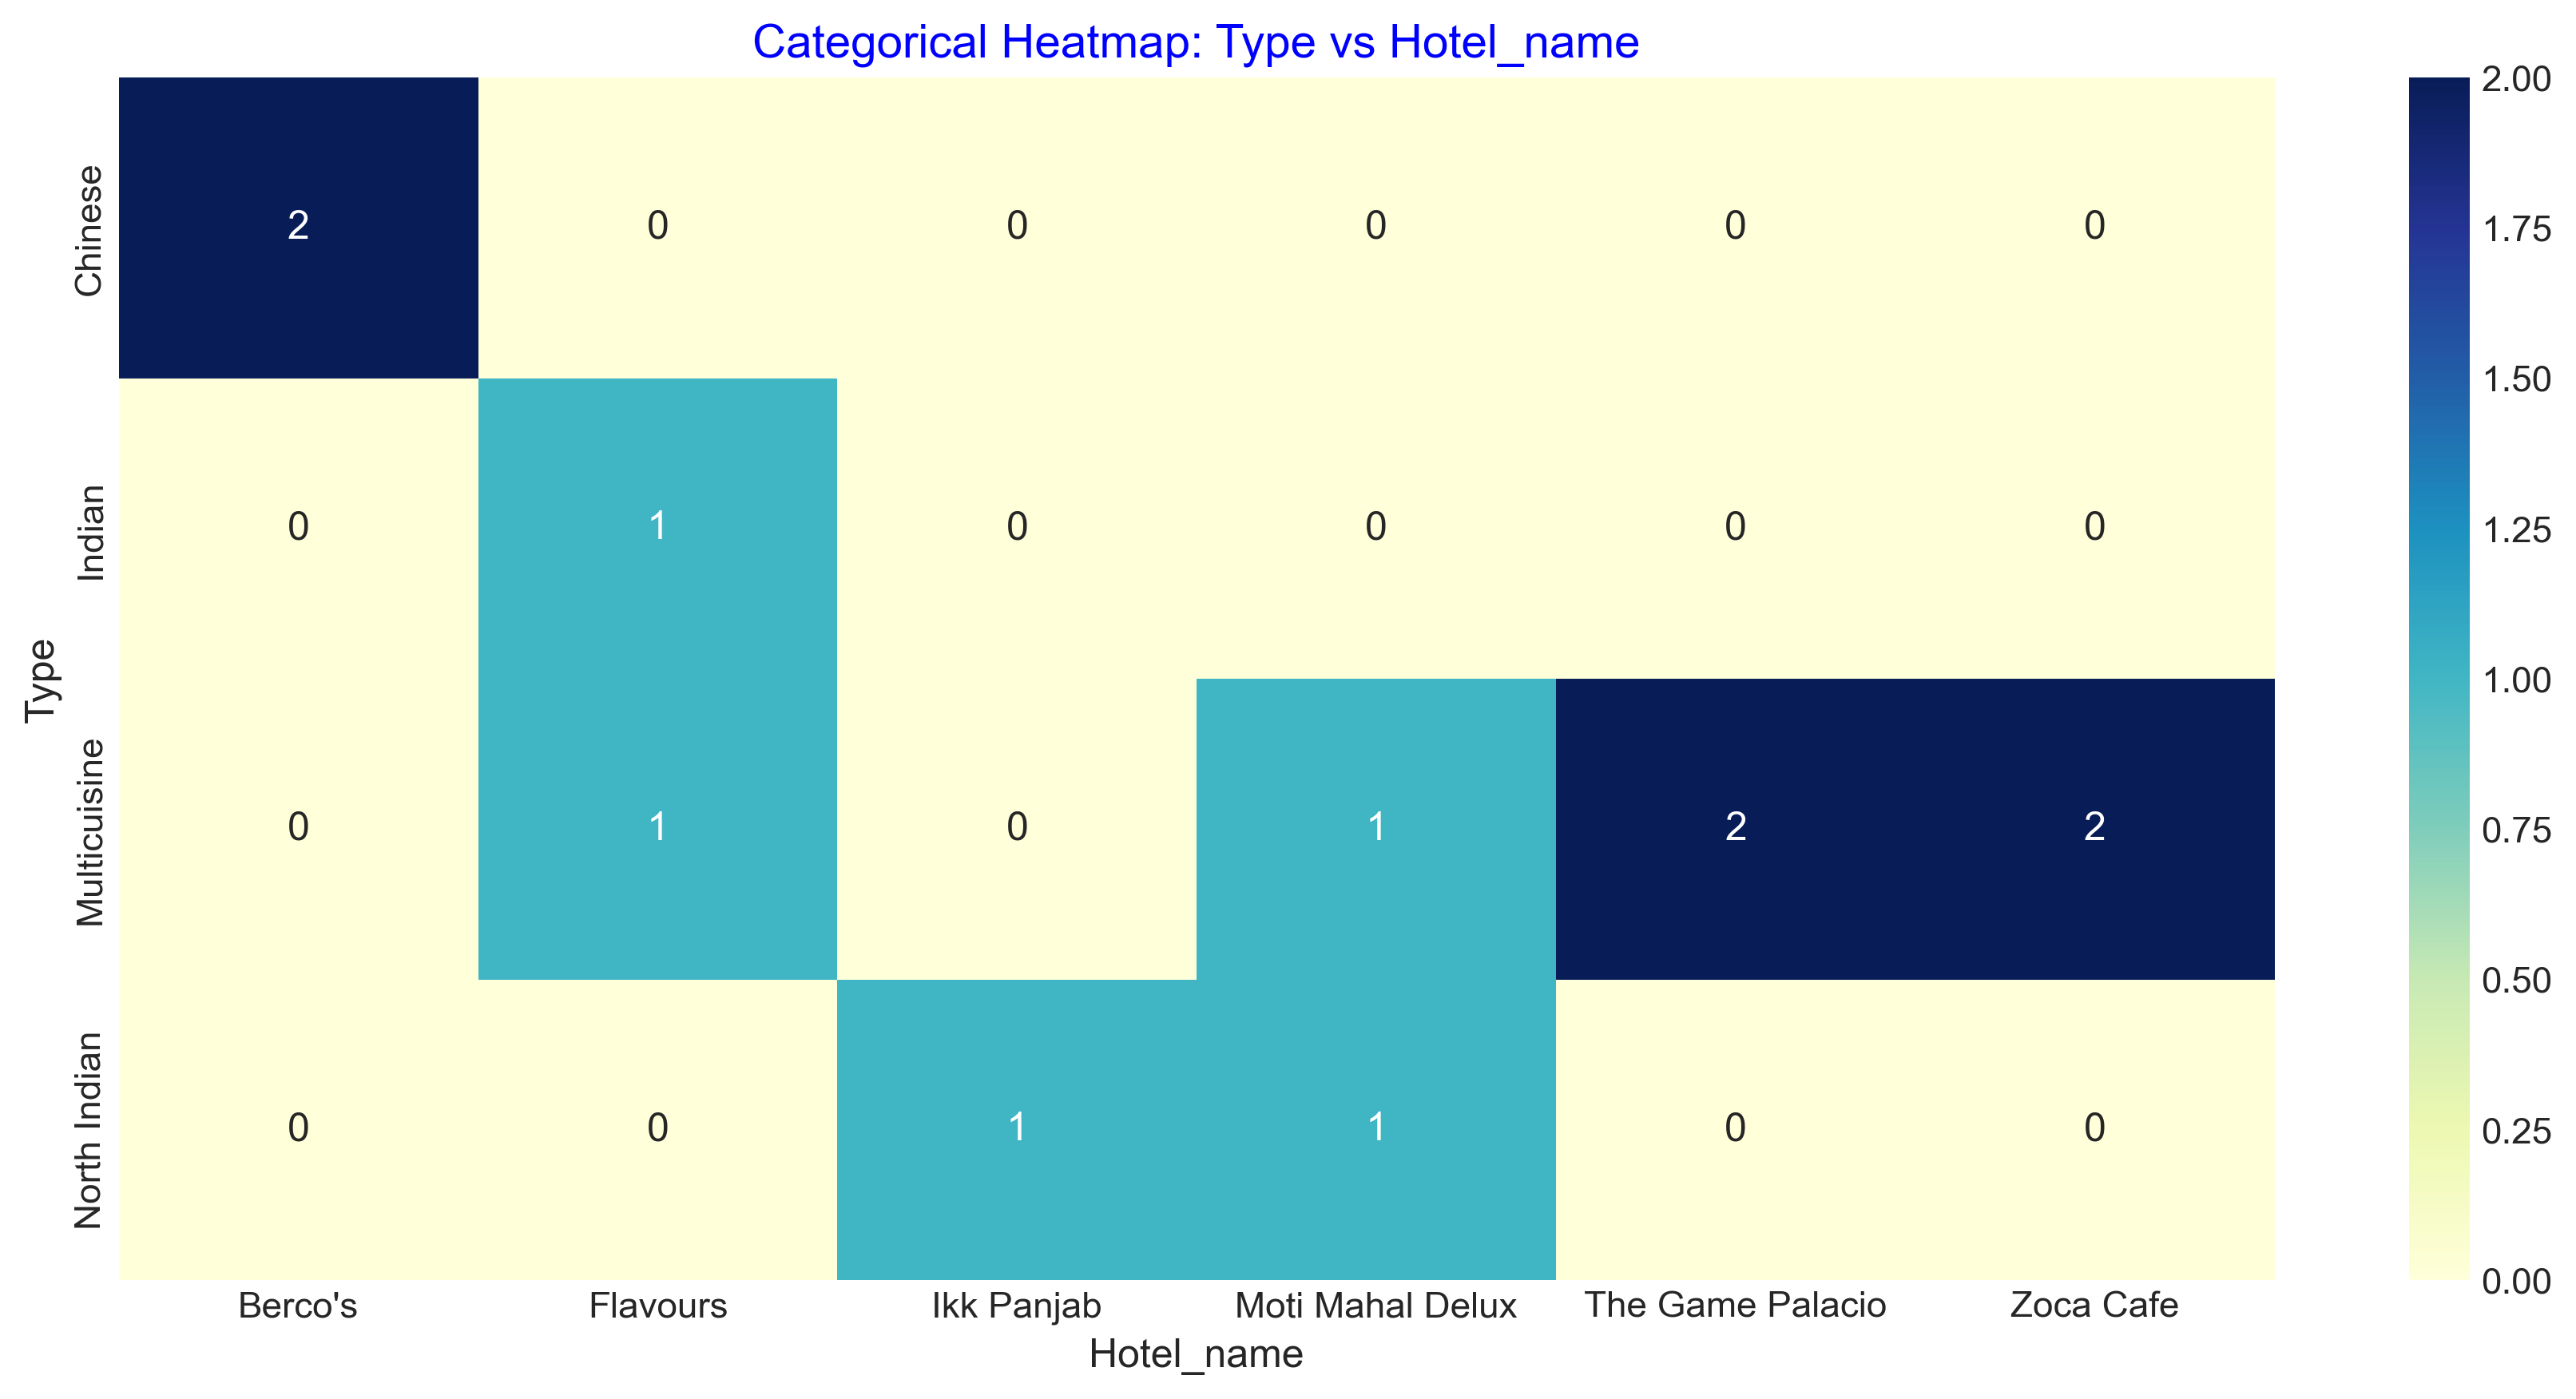 Categorical Heatmap: Type vs Hotel_name
Type
Chinese
2 0 0 0 0 0
Indian
0 1 0 0 0 0
Multicuisine
0 1 0 1 2 2
North Indian
0 0 1 1 0 0
Berco's Flavours Ikk Panjab Moti Mahal Delux The Game Palacio Zoca Cafe
Hotel_name
2.00
1.75
1.50
1.25
1.00
0.75
0.50
0.25
0.00